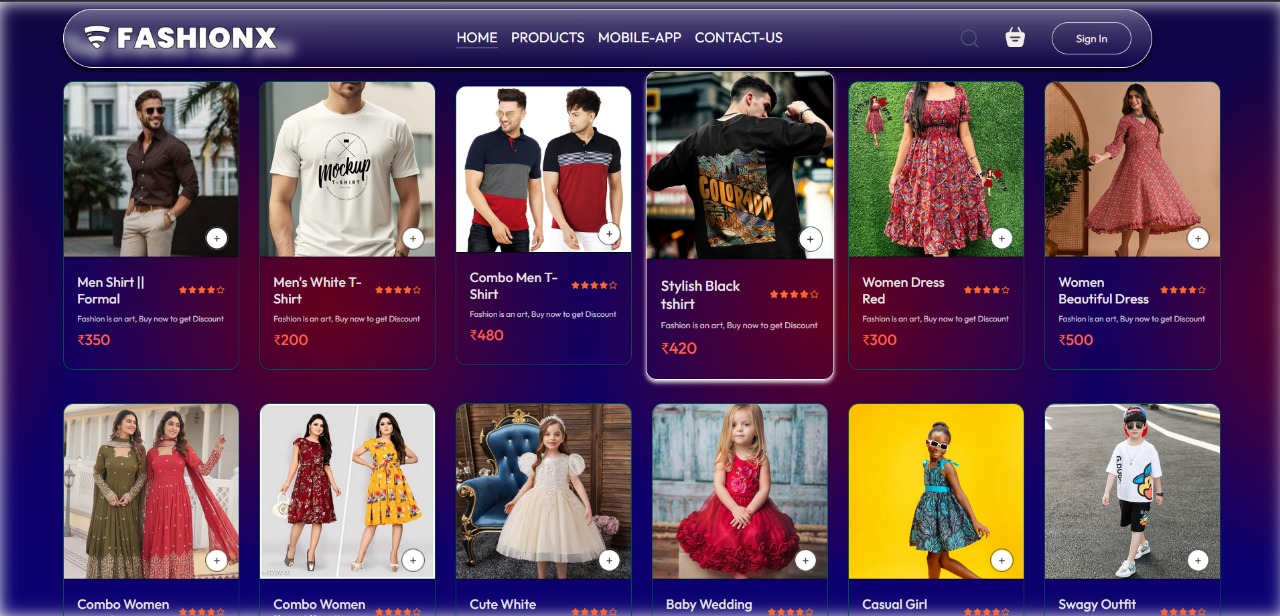 FASHIONX
HOME PRODUCTS MOBILE-APP CONTACT-US
Sign In
Mockup
T-SHIRT
COLORADO
Men Shirt ||
Formal
Fashion is an art, Buy now to get Discount
₹350
Men's White T-
Shirt
Fashion is an art, Buy now to get Discount
₹200
Combo Men T-
Shirt
Fashion is an art, Buy now to get Discount
₹480
Stylish Black
tshirt
Fashion is an art, Buy now to get Discount
₹420
Women Dress
Red
Fashion is an art, Buy now to get Discount
₹300
Women
Beautiful Dress
Fashion is an art, Buy now to get Discount
₹500
Combo Women
Combo Women
Cute White
Baby Wedding
Casual Girl
Swagy Outfit